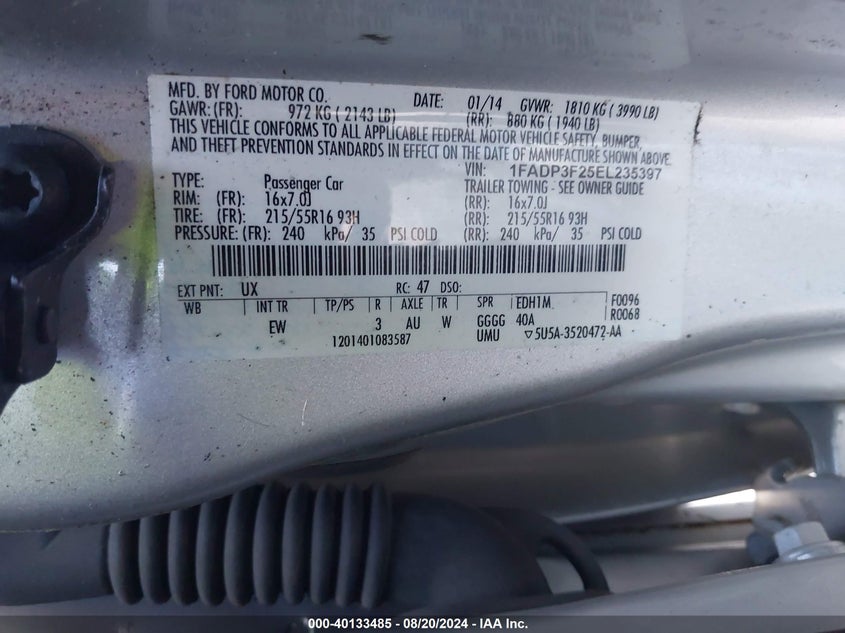 MFD. BY FORD MOTOR CO. DATE: 01/14 GVWR: 1810 KG ( 3990 LB)
GAWR: (FR): 972 KG ( 2143 LB) (RR): 880 KG ( 1940 LB)
THIS VEHICLE CONFORMS TO ALL APPLICABLE FEDERAL MOTOR VEHICLE SAFETY, BUMPER,
AND THEFT PREVENTION STANDARDS IN EFFECT ON THE DATE OF MANUFACTURE SHOWN ABOVE.
VIN: 1FADP3F25EL235397
TYPE: Passenger Car TRAILER TOWING - SEE OWNER GUIDE
RIM: (FR) 16x7.0J (RR) 16x7.0J
TIRE: (FR) 215/55R16 93H (RR) 215/55R16 93H
PRESSURE: (FR) 240 kPa/ 35 PSI COLD (RR): 240 kPa/ 35 PSI COLD
EXT PNT: UX RC: 47 DSO:
WB INT TR TP/PS R AXLE TR SPR EDH1M F0096
EW 3 AU W GGGG 40A R0068
1201401083587 UMU ▽5U5A-3520472-AA
000-40133485 - 08/20/2024 - IAA Inc.